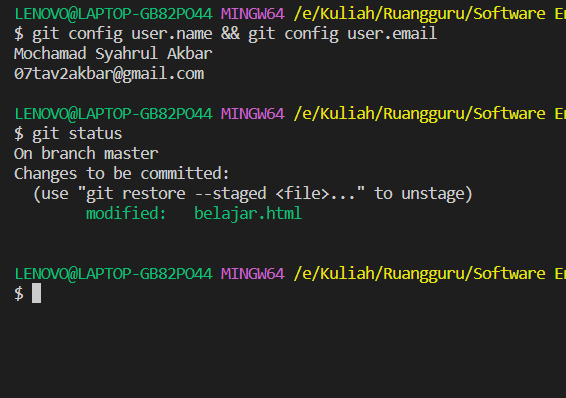 LENOVO@LAPTOP-GB82PO44 MINGW64 /e/Kuliah/Ruangguru/Software En
$ git config user.name && git config user.email
Mochamad Syahrul Akbar
07tav2akbar@gmail.com
LENOVO@LAPTOP-GB82PO44 MINGW64 /e/Kuliah/Ruangguru/Software En
$ git status
On branch master
Changes to be committed:
  (use "git restore --staged <file>..." to unstage)
        modified:   belajar.html
LENOVO@LAPTOP-GB82PO44 MINGW64 /e/Kuliah/Ruangguru/Software En
$